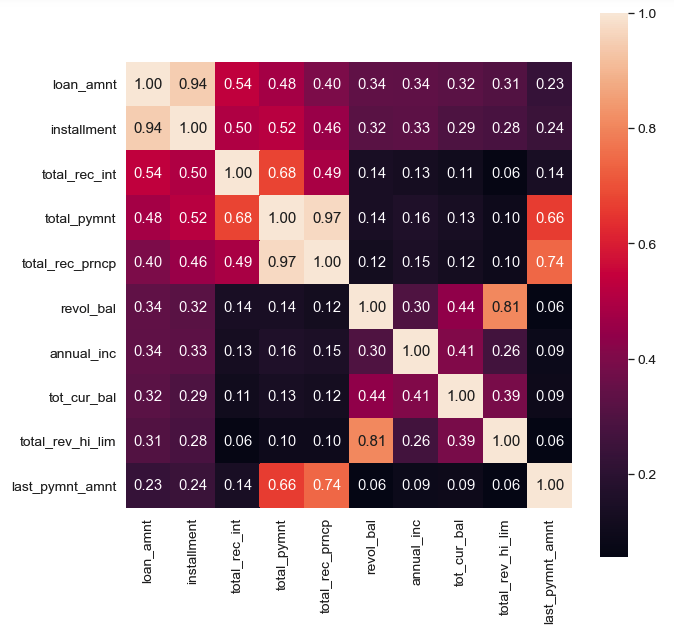 1.0
loan_amnt 1.00 0.94 0.54 0.48 0.40 0.34 0.34 0.32 0.31 0.23
installment 0.94 1.00 0.50 0.52 0.46 0.32 0.33 0.29 0.28 0.24
0.8
total_rec_int 0.54 0.50 1.00 0.68 0.49 0.14 0.13 0.11 0.06 0.14
total_pymnt 0.48 0.52 0.68 1.00 0.97 0.14 0.16 0.13 0.10 0.66
0.6
total_rec_prncp 0.40 0.46 0.49 0.97 1.00 0.12 0.15 0.12 0.10 0.74
revol_bal 0.34 0.32 0.14 0.14 0.12 1.00 0.30 0.44 0.81 0.06
annual_inc 0.34 0.33 0.13 0.16 0.15 0.30 1.00 0.41 0.26 0.09
0.4
tot_cur_bal 0.32 0.29 0.11 0.13 0.12 0.44 0.41 1.00 0.39 0.09
total_rev_hi_lim 0.31 0.28 0.06 0.10 0.10 0.81 0.26 0.39 1.00 0.06
0.2
last_pymnt_amnt 0.23 0.24 0.14 0.66 0.74 0.06 0.09 0.09 0.06 1.00
loan_amnt
installment
total_rec_int
total_pymnt
total_rec_prncp
revol_bal
annual_inc
tot_cur_bal
total_rev_hi_lim
last_pymnt_amnt